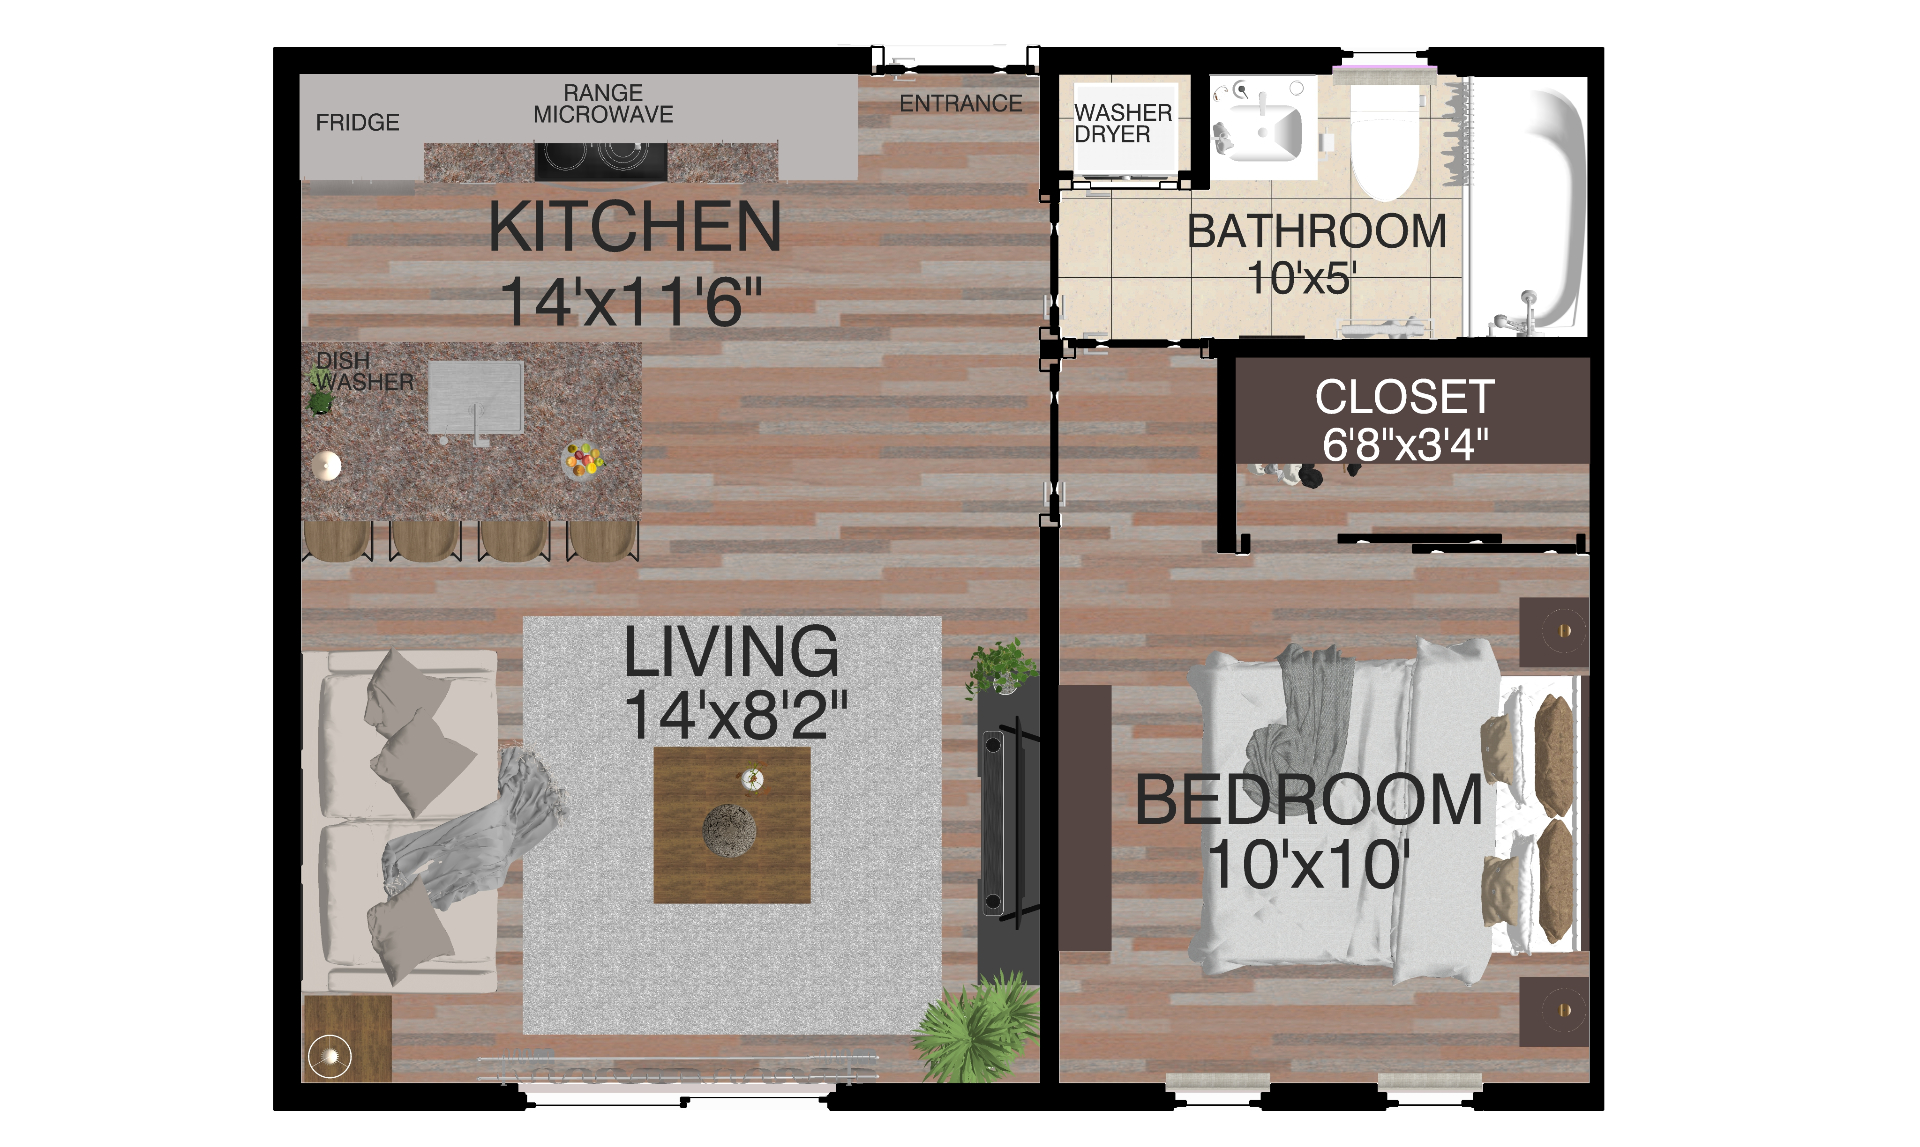 FRIDGE
RANGE
MICROWAVE
ENTRANCE
WASHER
DRYER
KITCHEN
14'x11'6"
BATHROOM
10'x5'
DISH
WASHER
CLOSET
6'8"x3'4"
LIVING
14'x8'2"
BEDROOM
10'x10'